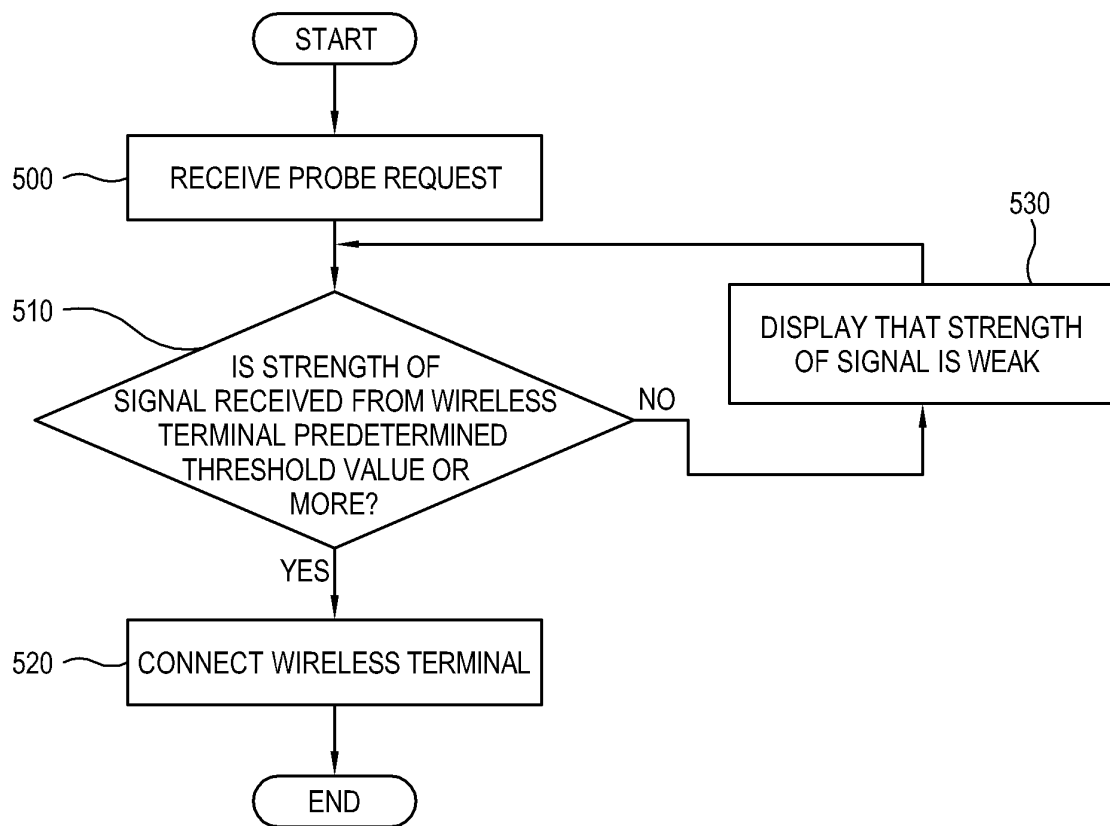 START
500
RECEIVE PROBE REQUEST
530
DISPLAY THAT STRENGTH
OF SIGNAL IS WEAK
510
IS STRENGTH OF
SIGNAL RECEIVED FROM WIRELESS
TERMINAL PREDETERMINED
THRESHOLD VALUE OR
MORE?
NO
YES
520
CONNECT WIRELESS TERMINAL
END